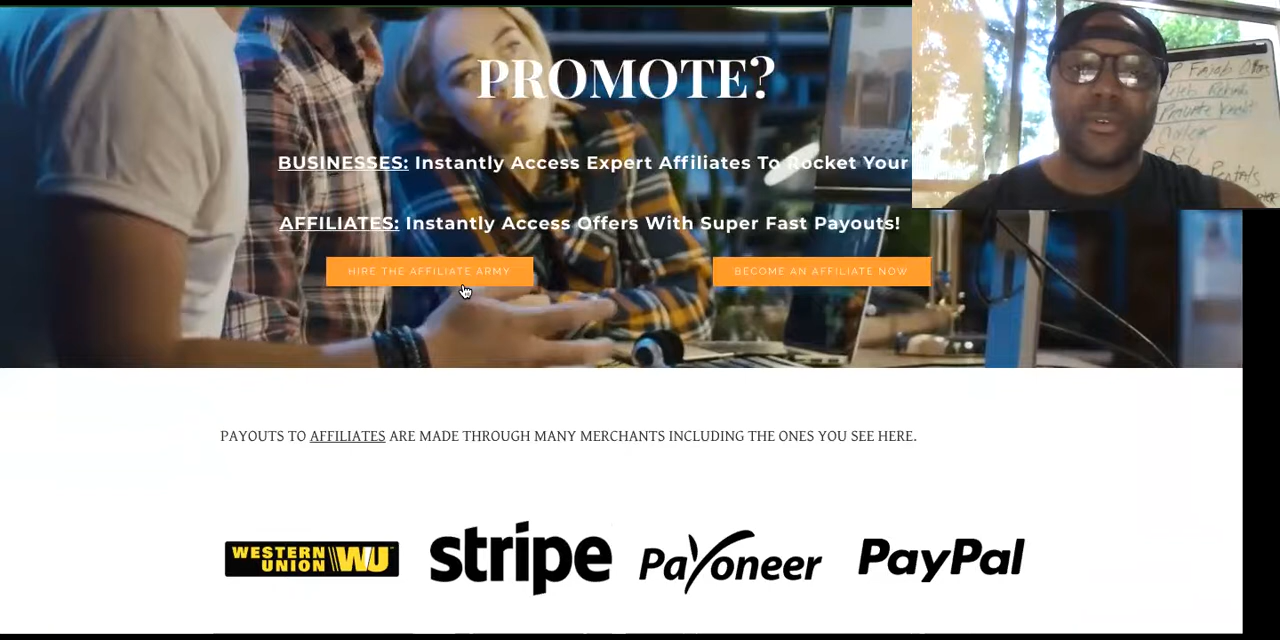 PROMOTE?
BUSINESSES: Instantly Access Expert Affiliates To Rocket Your
AFFILIATES: Instantly Access Offers With Super Fast Payouts!
HIRE THE AFFILIATE ARMY
BECOME AN AFFILIATE NOW
PAYOUTS TO AFFILIATES ARE MADE THROUGH MANY MERCHANTS INCLUDING THE ONES YOU SEE HERE.
WESTERN UNION WU
stripe
Payoneer
PayPal